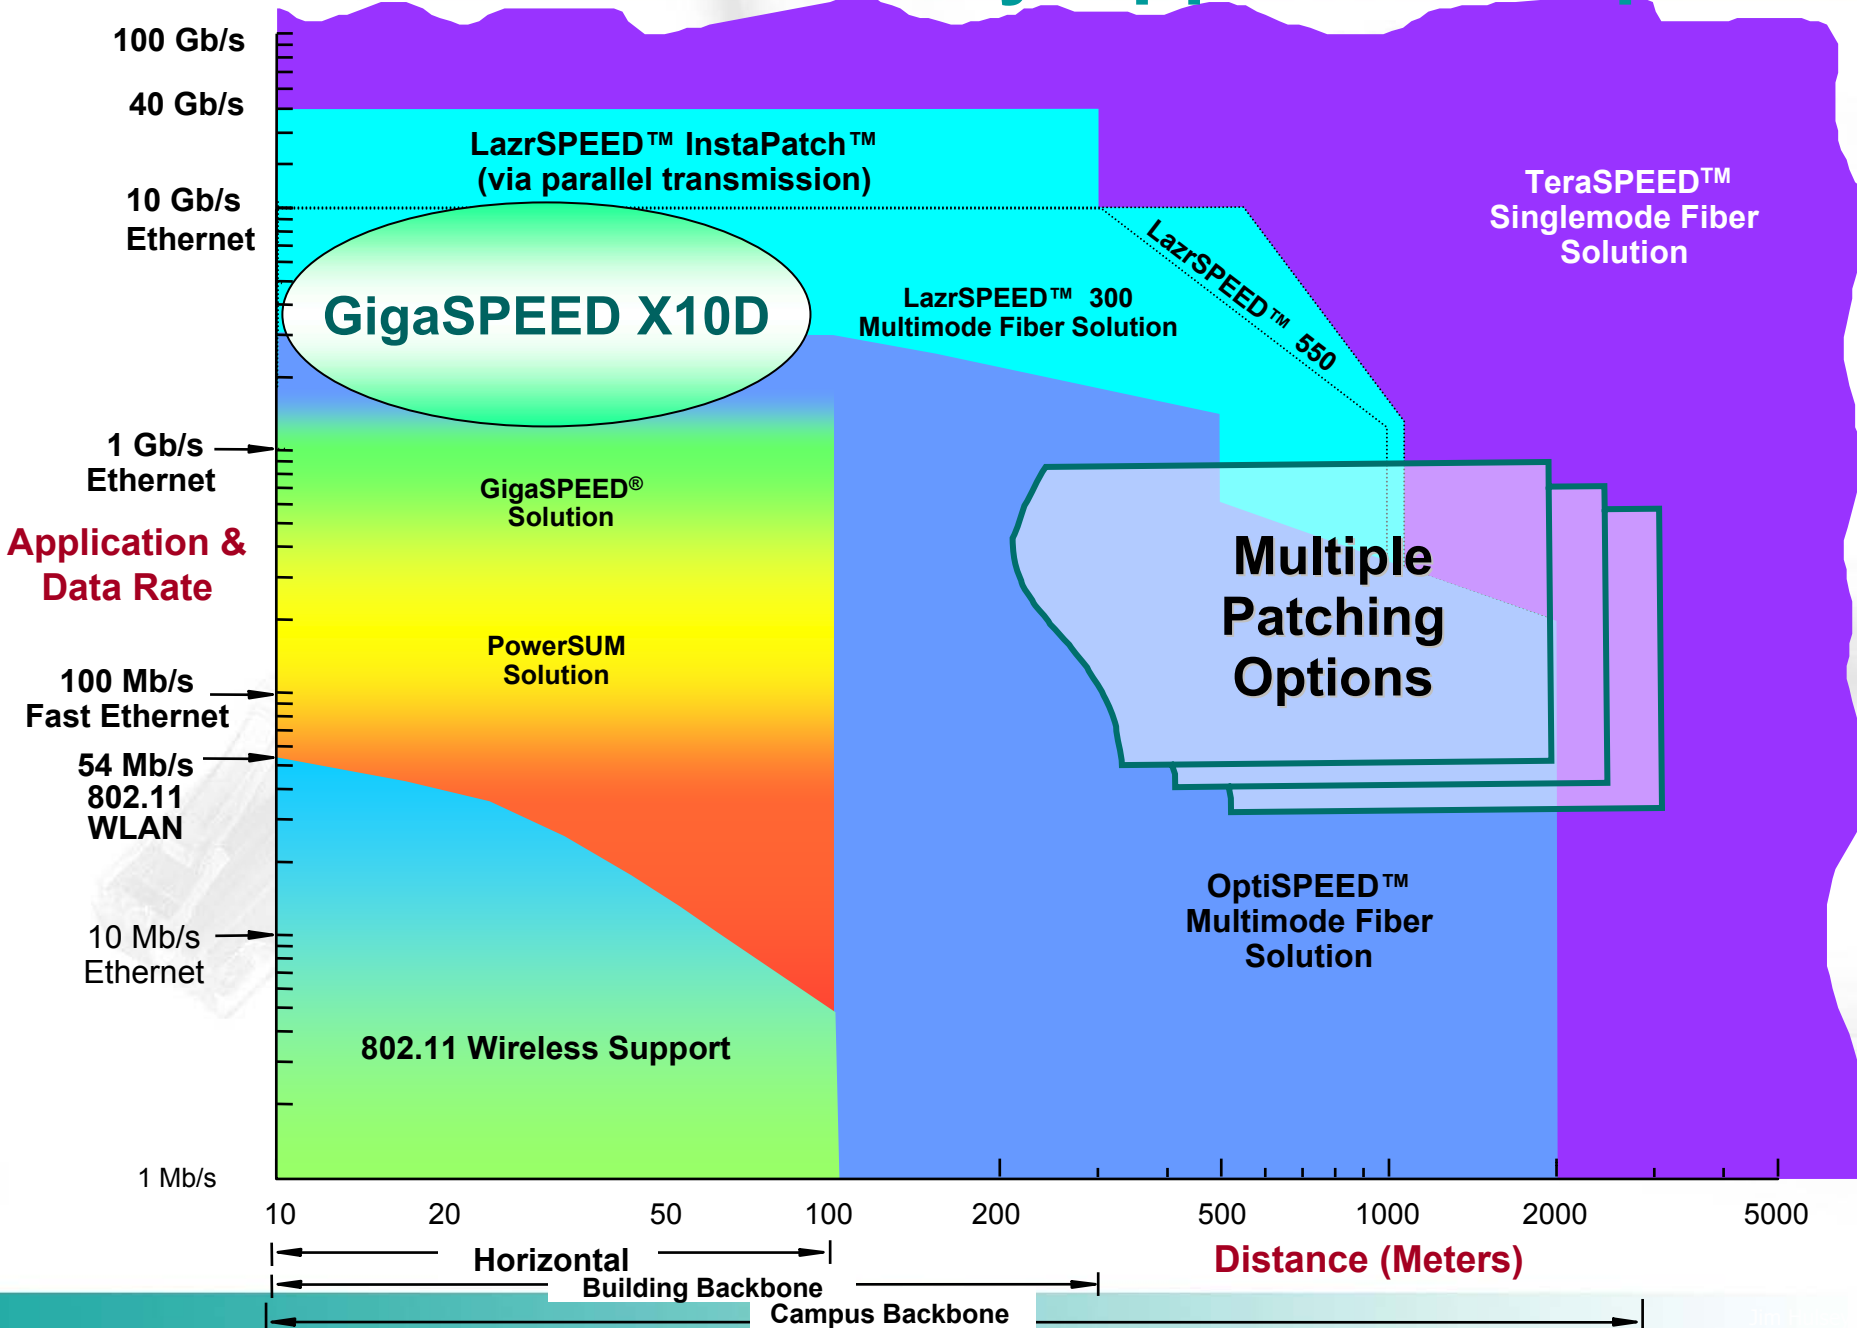 100 Gb/s
40 Gb/s
10 Gb/s
Ethernet
1 Gb/s
Ethernet
Application &
Data Rate
100 Mb/s
Fast Ethernet
54 Mb/s
802.11
WLAN
10 Mb/s
Ethernet
1 Mb/s
LazrSPEED™ InstaPatch™
(via parallel transmission)
TeraSPEED™
Singlemode Fiber
Solution
GigaSPEED X10D
LazrSPEED™ 300
Multimode Fiber Solution
LazrSPEED™ 550
GigaSPEED®
Solution
PowerSUM
Solution
Multiple
Patching
Options
OptiSPEED™
Multimode Fiber
Solution
802.11 Wireless Support
10 20 50 100 200 500 1000 2000 5000
Horizontal
Distance (Meters)
Building Backbone
Campus Backbone